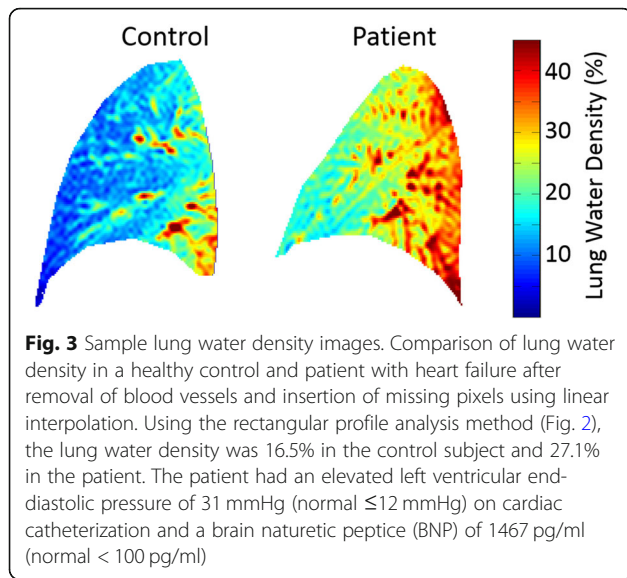 Control
Patient
40
30
20
10
Lung Water Density (%)
Fig. 3 Sample lung water density images. Comparison of lung water
density in a healthy control and patient with heart failure after
removal of blood vessels and insertion of missing pixels using linear
interpolation. Using the rectangular profile analysis method (Fig. 2),
the lung water density was 16.5% in the control subject and 27.1%
in the patient. The patient had an elevated left ventricular end-
diastolic pressure of 31 mmHg (normal ≤12 mmHg) on cardiac
catheterization and a brain naturetic peptice (BNP) of 1467 pg/ml
(normal < 100 pg/ml)